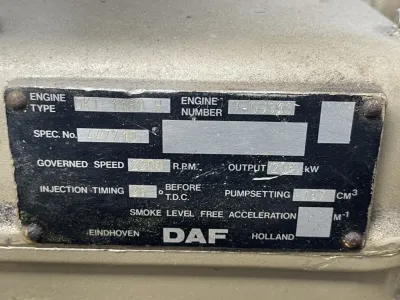 ENGINE TYPE
ENGINE NUMBER
SPEC. No.
GOVERNED SPEED R.P.M. OUTPUT kW
INJECTION TIMING ° BEFORE T.D.C. PUMPSETTING CM³
SMOKE LEVEL FREE ACCELERATION M⁻¹
EINDHOVEN DAF HOLLAND